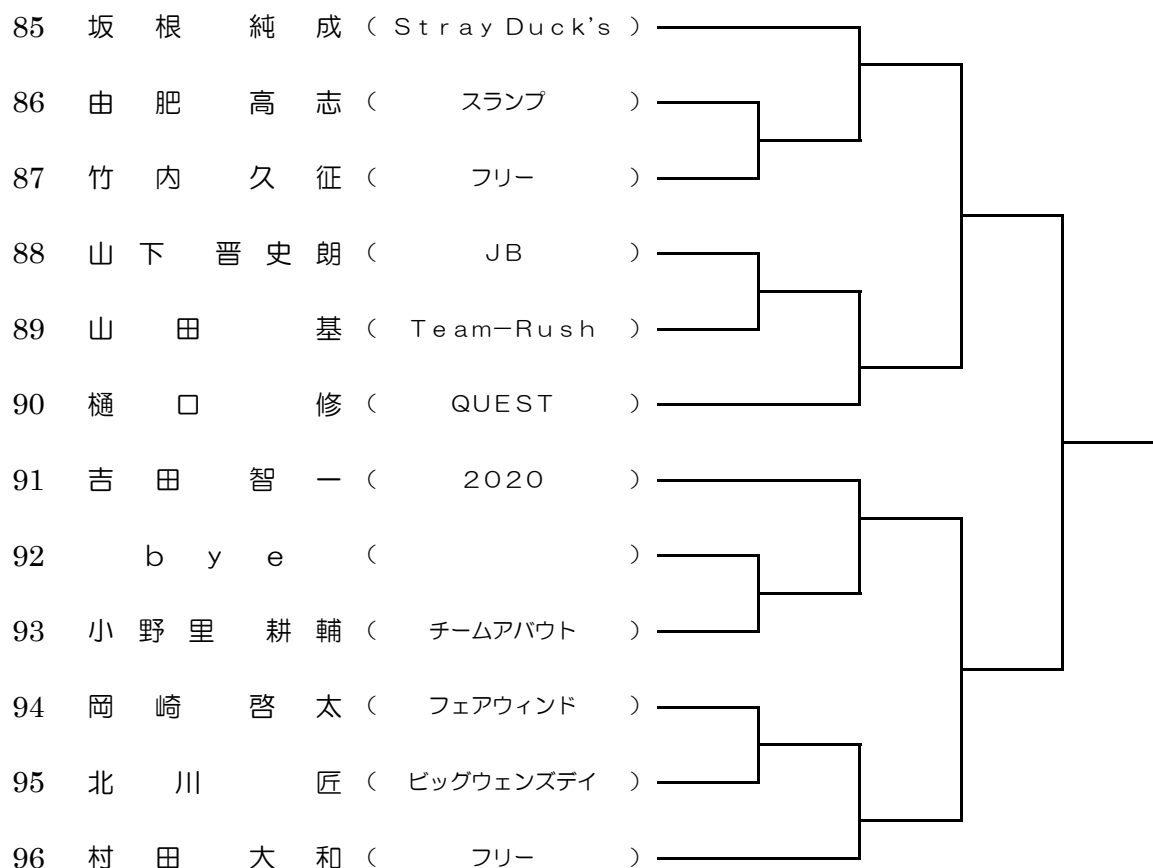 85 坂根 純成 （Stray Duck's）
86 由肥 高志 （スランプ）
87 竹内 久征 （フリー）
88 山下 晋史朗 （JB）
89 山田 基 （Team－Rush）
90 樋口 修 （QUEST）
91 吉田 智一 （2020）
92 bye （ ）
93 小野里 耕輔 （チームアバウト）
94 岡崎 啓太 （フェアウィンド）
95 北川 匠 （ビッグウェンズデイ）
96 村田 大和 （フリー）